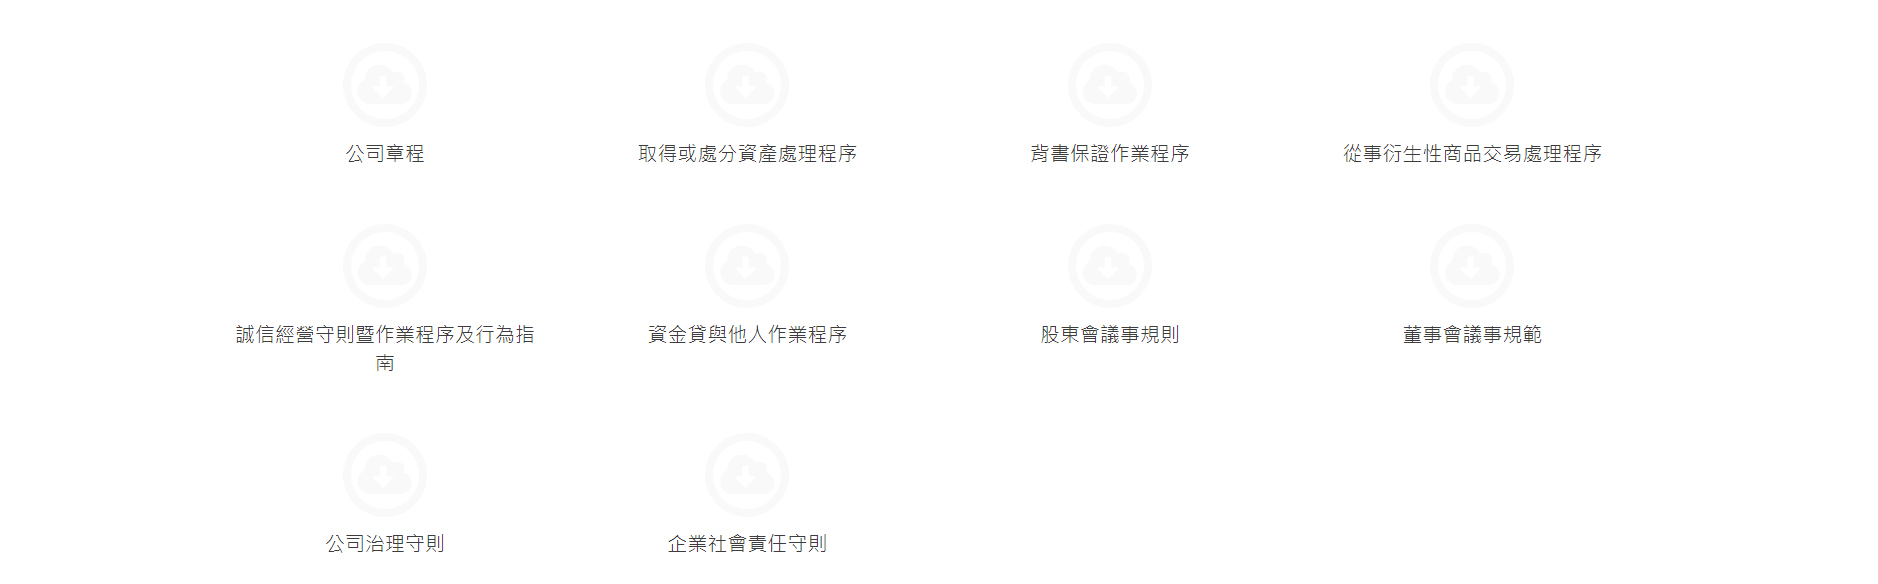 公司章程
取得或處分資產處理程序
背書保證作業程序
從事衍生性商品交易處理程序
誠信經營守則暨作業程序及行為指
南
資金貸與他人作業程序
股東會議事規則
董事會議事規範
公司治理守則
企業社會責任守則